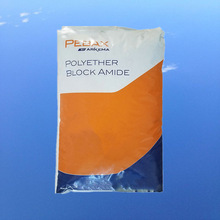 PEBAX
ARKEMA
POLYETHER
BLOCK AMIDE